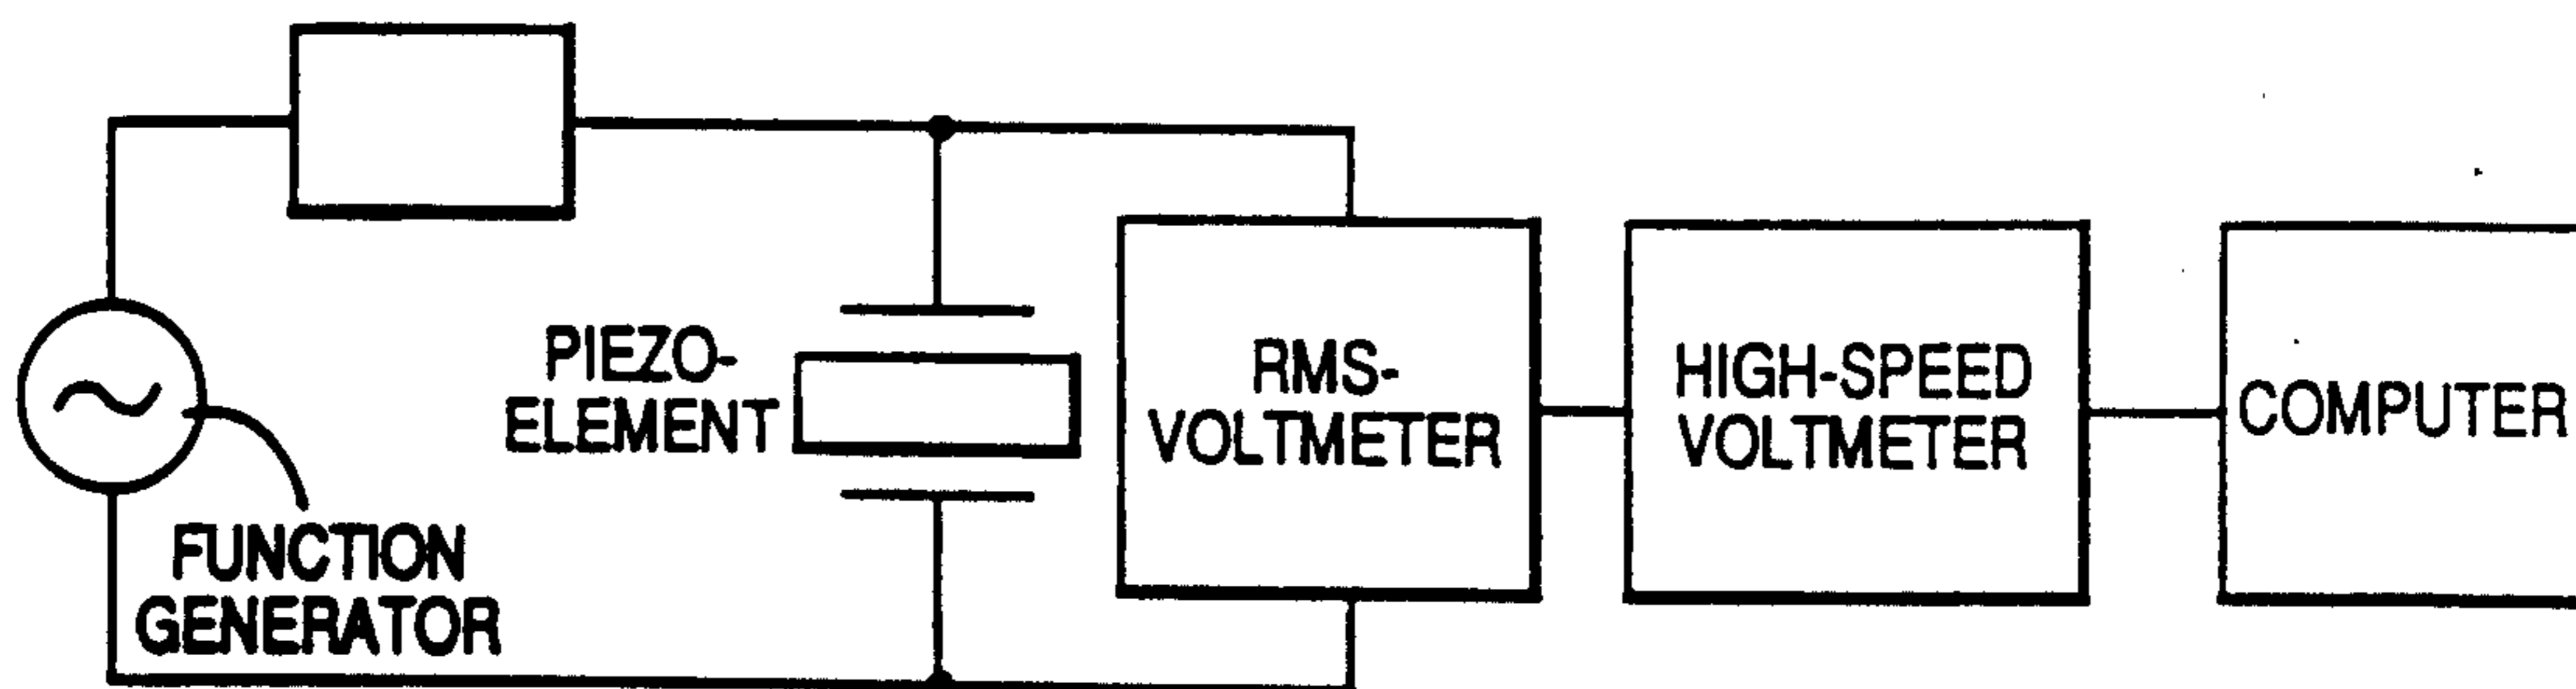 PIEZO-
ELEMENT
FUNCTION
GENERATOR
RMS-
VOLTMETER
HIGH-SPEED
VOLTMETER
COMPUTER